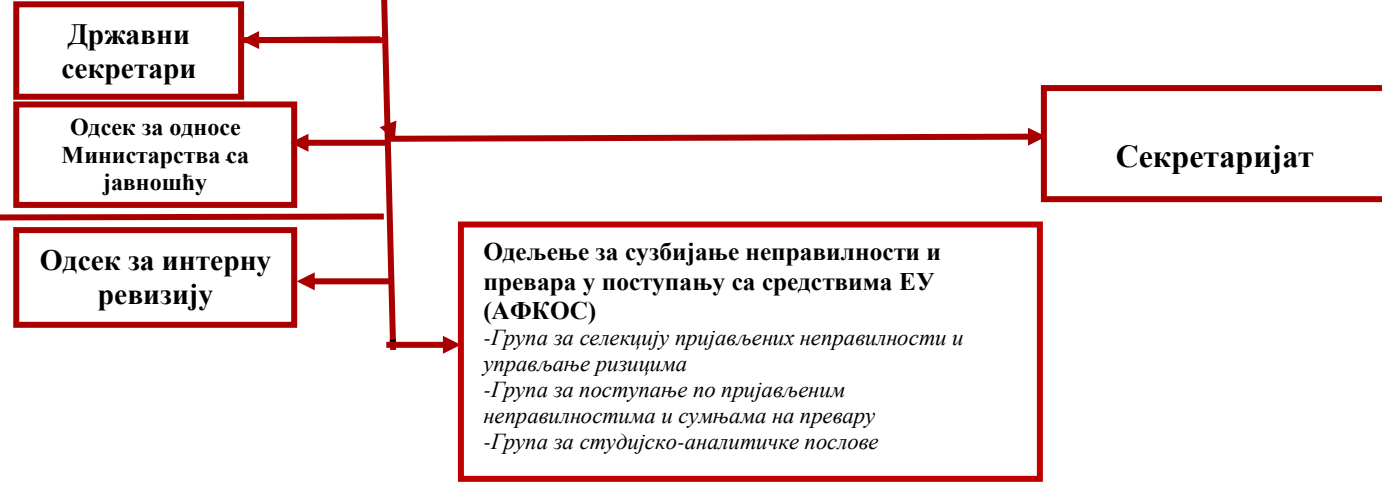 Државни
секретари
Одсек за односе
Министарства са
јавношћу
Секретаријат
Одсек за интерну
ревизију
Одељење за сузбијање неправилности и
превара у поступању са средствима ЕУ
(АФКОС)
-Група за селекцију пријављених неправилности и
управљање ризицима
-Група за поступање по пријављеним
неправилностима и сумњама на превару
-Група за студијско-аналитичке послове